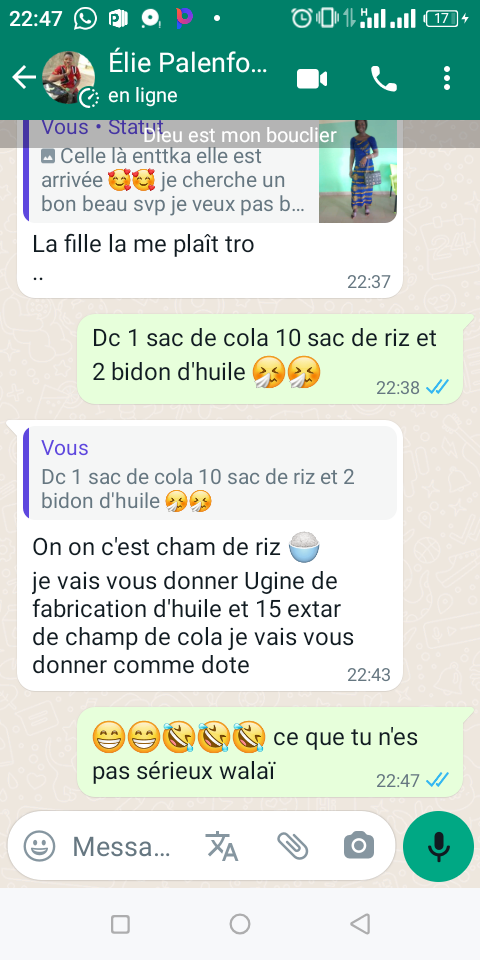 22:47
H
17
Élie Palenfo...
en ligne
Vous • Statut
Dieu est mon bouclier
Celle là enttka elle est
arrivée 🥰🥰 je cherche un
bon beau svp je veux pas b...
La fille la me plaît tro
..
22:37
Dc 1 sac de cola 10 sac de riz et
2 bidon d'huile 🤧🤧
22:38
Vous
Dc 1 sac de cola 10 sac de riz et 2
bidon d'huile 🤧🤧
On on c'est cham de riz 🍚
je vais vous donner Ugine de
fabrication d'huile et 15 extar
de champ de cola je vais vous
donner comme dote
22:43
😁😁🤣🤣🤣 ce que tu n'es
pas sérieux walaï
22:47
Messa...